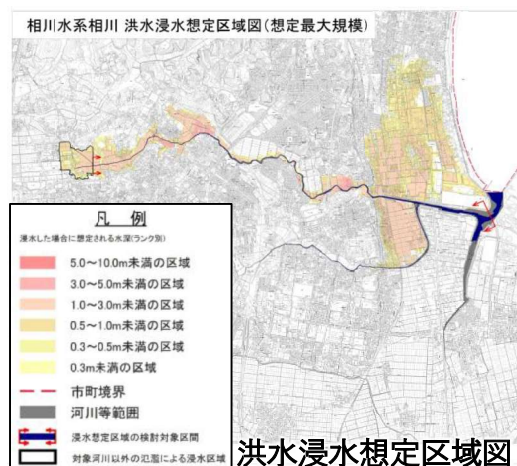 相川水系相川 洪水浸水想定区域図(想定最大規模)
凡 例
浸水した場合に想定される水深(ランク別)
5.0～10.0m未満の区域
3.0～5.0m未満の区域
1.0～3.0m未満の区域
0.5～1.0m未満の区域
0.3～0.5m未満の区域
0.3m未満の区域
市町境界
河川等範囲
浸水想定区域の検討対象区間
対象河川以外の氾濫による浸水区域
洪水浸水想定区域図